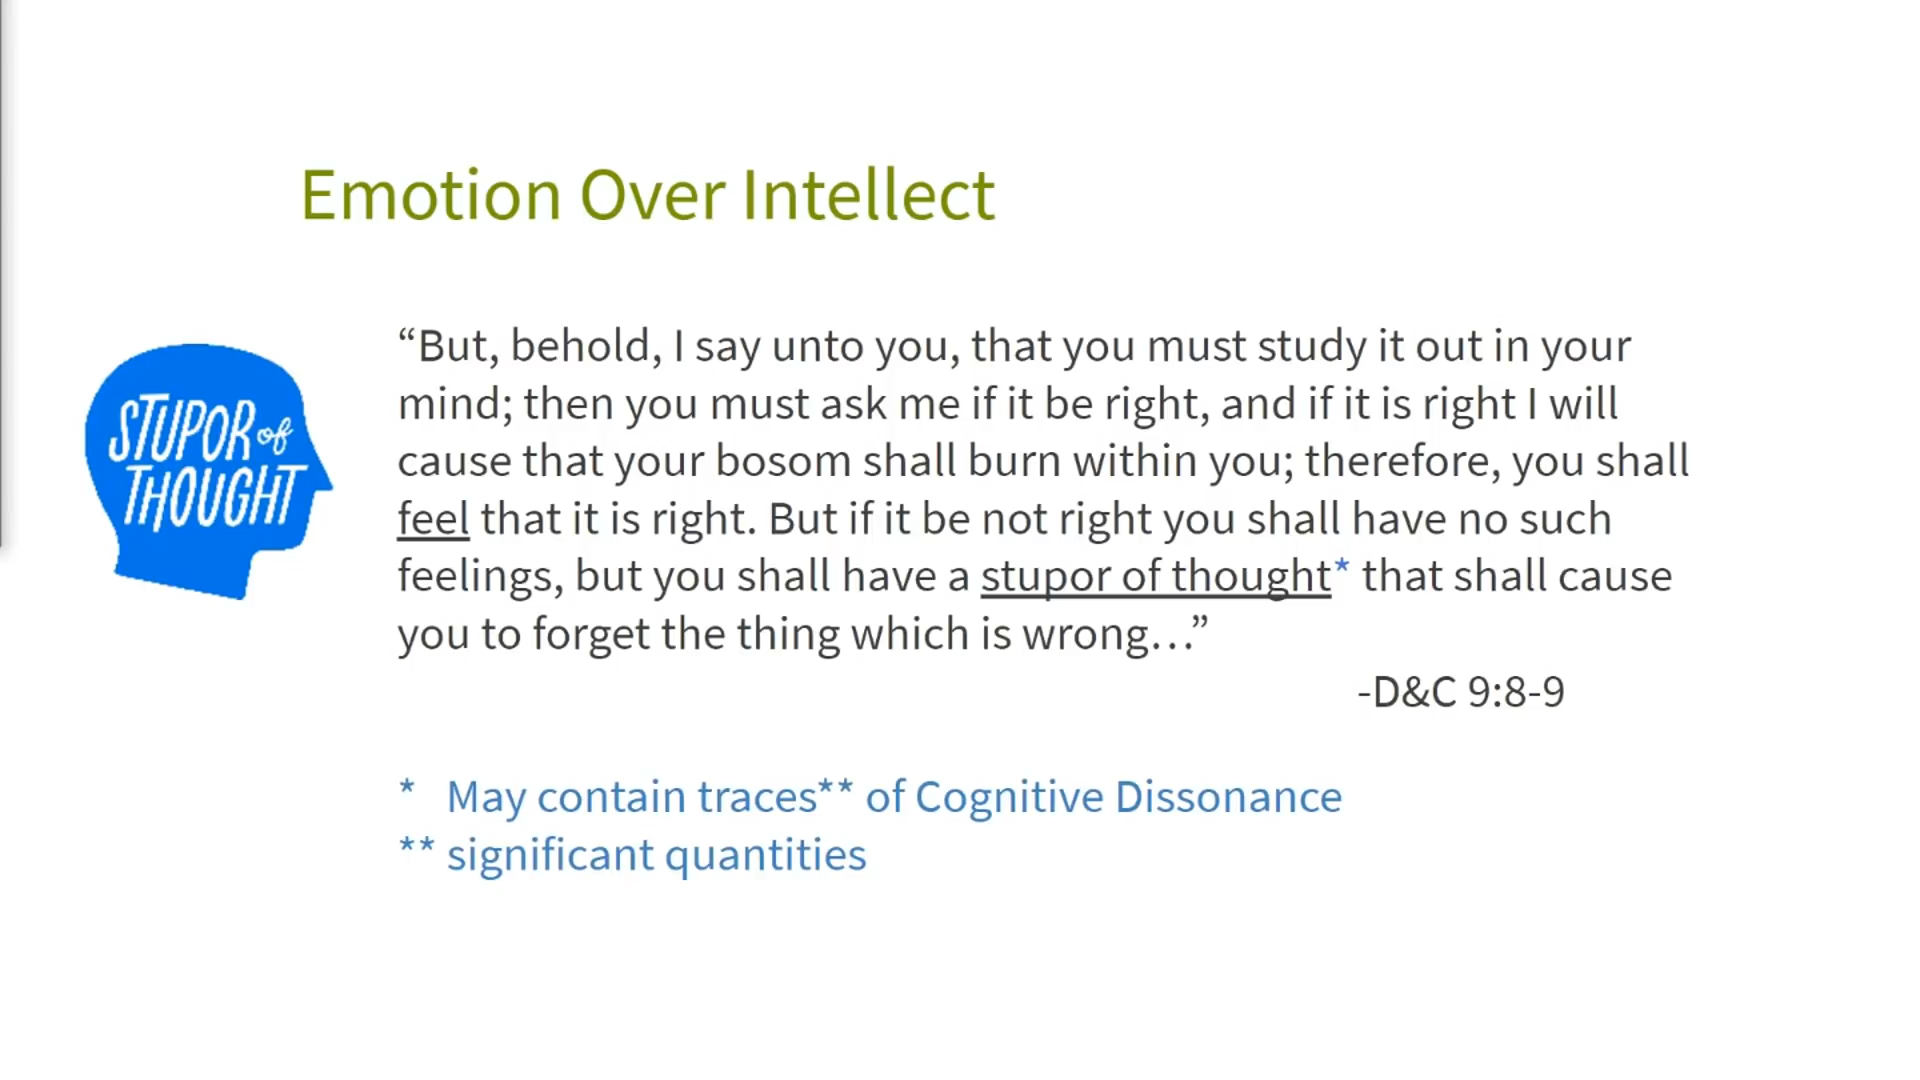 Emotion Over Intellect
STUPOR of
THOUGHT
“But, behold, I say unto you, that you must study it out in your
mind; then you must ask me if it be right, and if it is right I will
cause that your bosom shall burn within you; therefore, you shall
feel that it is right. But if it be not right you shall have no such
feelings, but you shall have a stupor of thought* that shall cause
you to forget the thing which is wrong…”
-D&C 9:8-9
* May contain traces** of Cognitive Dissonance
** significant quantities